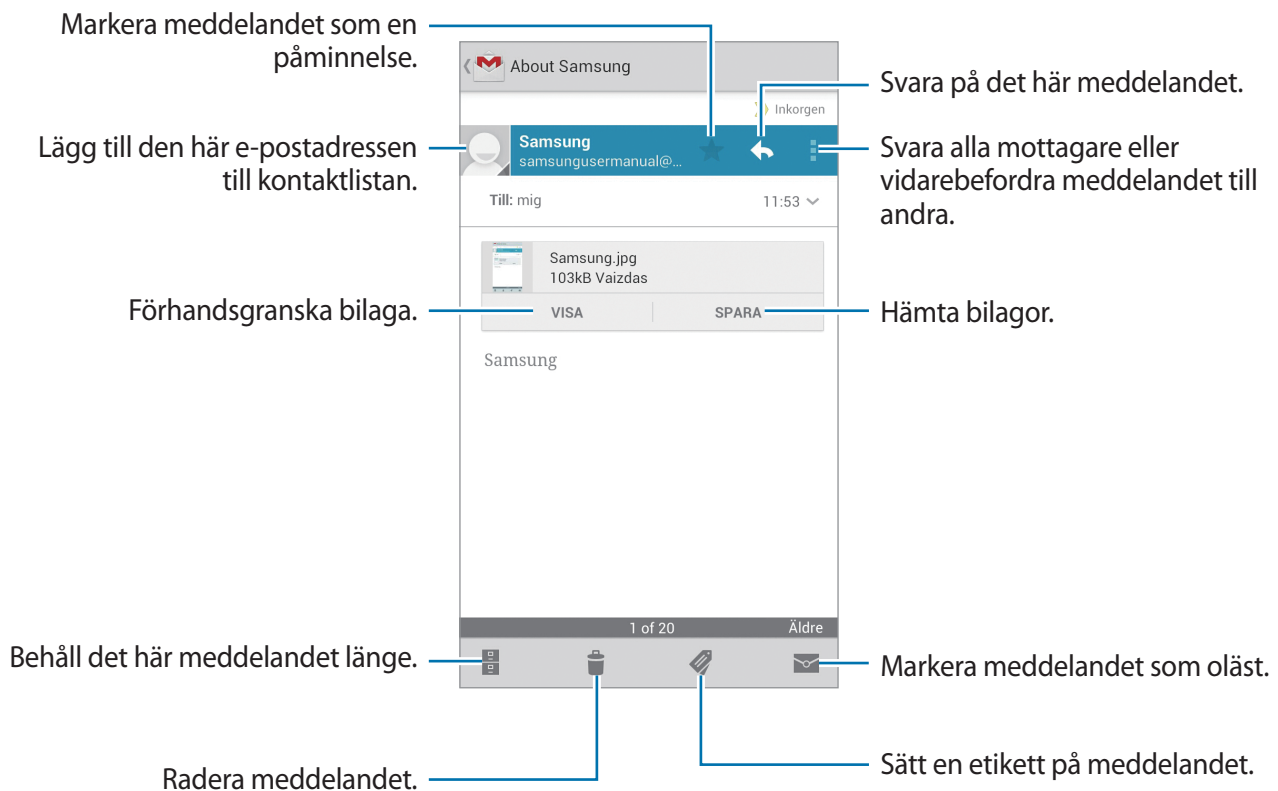 Markera meddelandet som en
påminnelse.
About Samsung
Svara på det här meddelandet.
Inkorgen
Lägg till den här e-postadressen
till kontaktlistan.
Samsung
samsungusermanual@...
Svara alla mottagare eller
vidarebefordra meddelandet till
andra.
Till: mig
11:53
Samsung.jpg
103kB Vaizdas
Förhandsgranska bilaga.
VISA
SPARA
Hämta bilagor.
Samsung
1 of 20
Äldre
Behåll det här meddelandet länge.
Markera meddelandet som oläst.
Radera meddelandet.
Sätt en etikett på meddelandet.